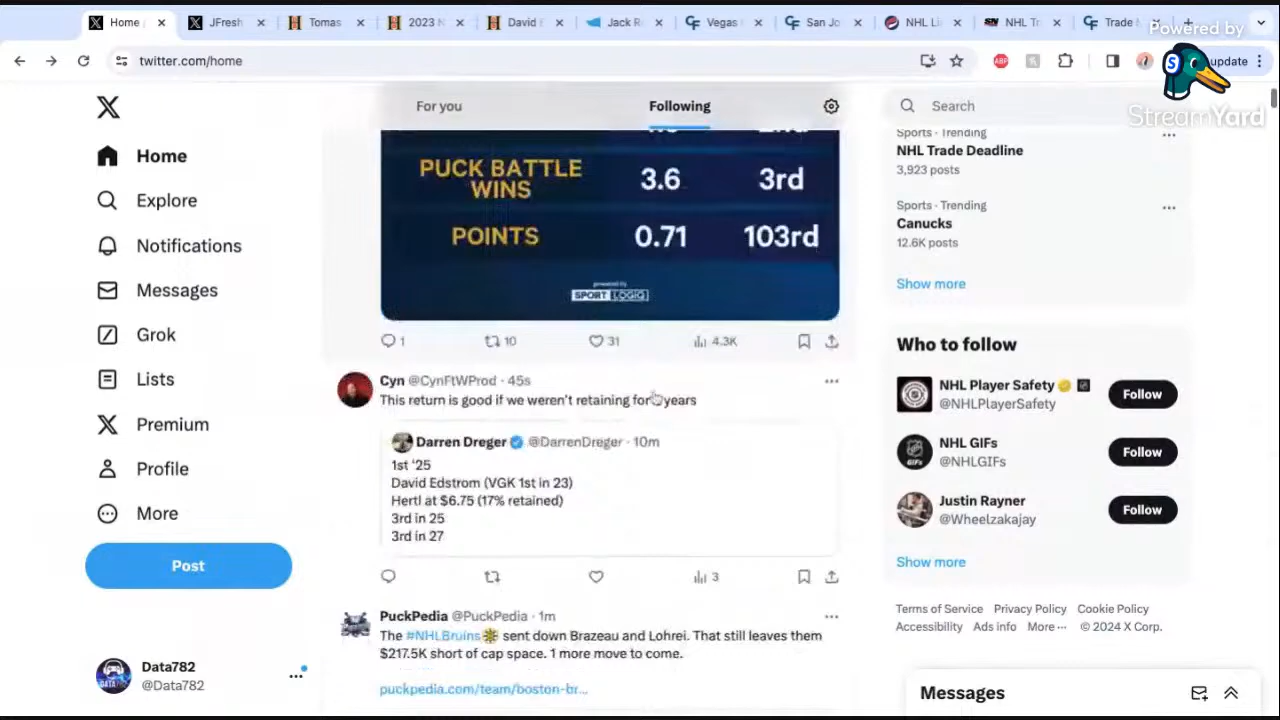 Home
JFresh
Tomas
2023 N
David E
Jack R
Vegas
San Jo
NHL Li
NHL Tr
Trade
Powered by
StreamYard
twitter.com/home
ABP
update
For you
Following
Search
PUCK BATTLE WINS 3.6 3rd
POINTS 0.71 103rd
powered by
SPORT LOGIQ
1
10
31
4.3K
Home
Explore
Notifications
Messages
Grok
Lists
Premium
Profile
More
Post
Data782
@Data782
Cyn @CynFtWProd · 45s
This return is good if we weren't retaining for years
Darren Dreger @DarrenDreger · 10m
1st '25
David Edstrom (VGK 1st in 23)
Hertl at $6.75 (17% retained)
3rd in 25
3rd in 27
3
PuckPedia @PuckPedia · 1m
The #NHLBruins sent down Brazeau and Lohrei. That still leaves them
$217.5K short of cap space. 1 more move to come.
puckpedia.com/team/boston-br...
Sports · Trending
NHL Trade Deadline
3,923 posts
Sports · Trending
Canucks
12.6K posts
Show more
Who to follow
NHL Player Safety
@NHLPlayerSafety
Follow
NHL GIFs
@NHLGIFs
Follow
Justin Rayner
@Wheelzakajay
Follow
Show more
Terms of Service Privacy Policy Cookie Policy
Accessibility Ads info More ··· © 2024 X Corp.
Messages